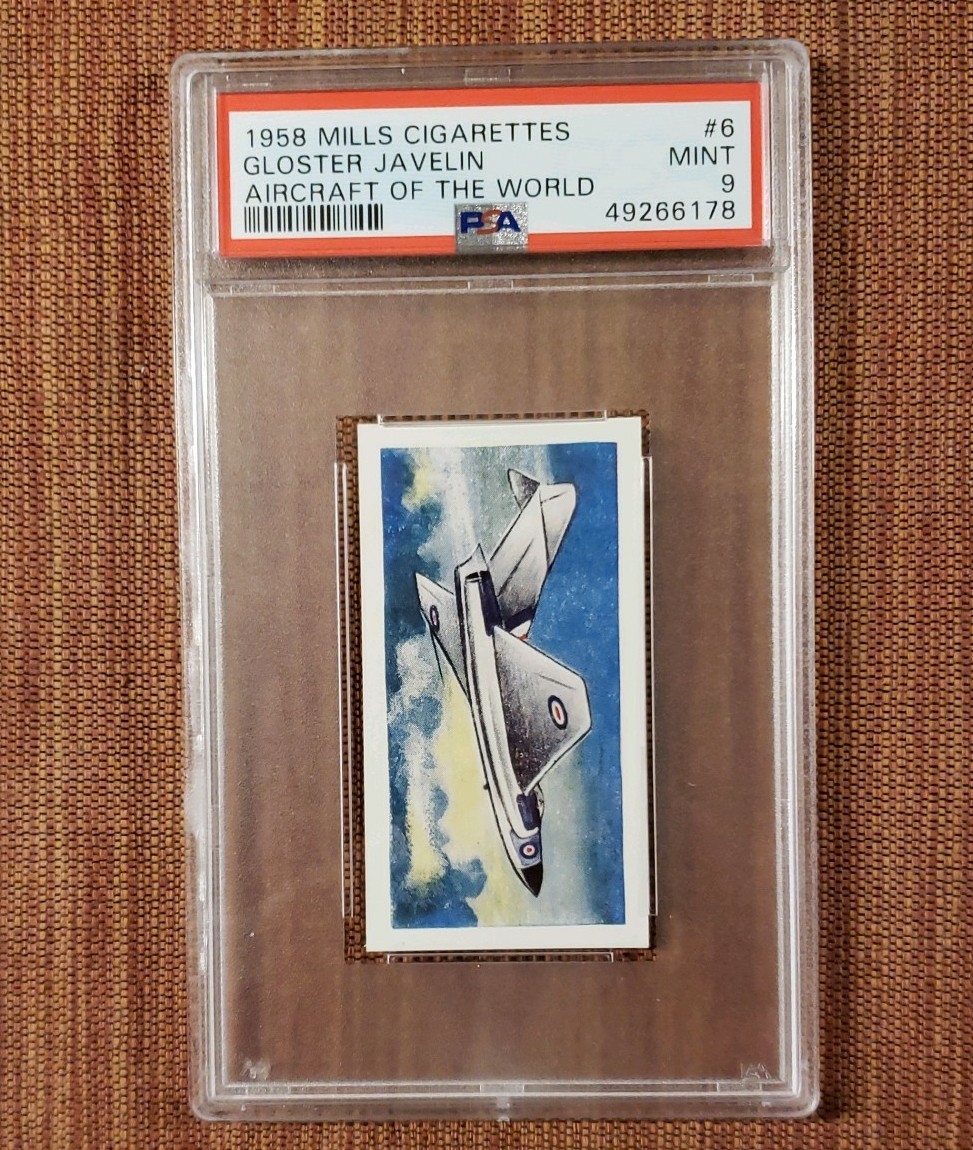 1958 MILLS CIGARETTES #6
GLOSTER JAVELIN MINT
AIRCRAFT OF THE WORLD 9
PSA 49266178